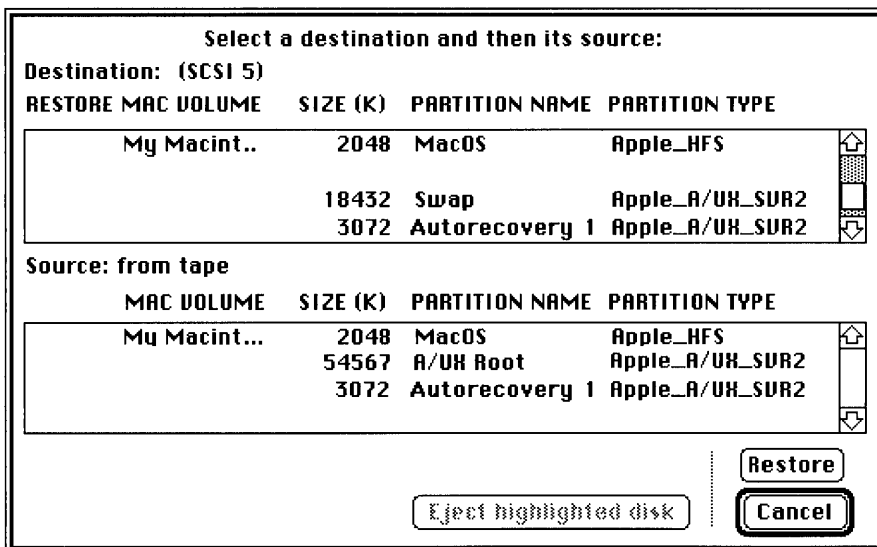 Select a destination and then its source:
Destination: (SCSI 5)
RESTORE MAC VOLUME SIZE (K) PARTITION NAME PARTITION TYPE
My Macint.. 2048 MacOS Apple_HFS
18432 Swap Apple_A/UX_SVR2
3072 Autorecovery 1 Apple_A/UX_SVR2
Source: from tape
MAC VOLUME SIZE (K) PARTITION NAME PARTITION TYPE
My Macint... 2048 MacOS Apple_HFS
54567 A/UX Root Apple_A/UX_SVR2
3072 Autorecovery 1 Apple_A/UX_SVR2
Restore
Eject highlighted disk Cancel